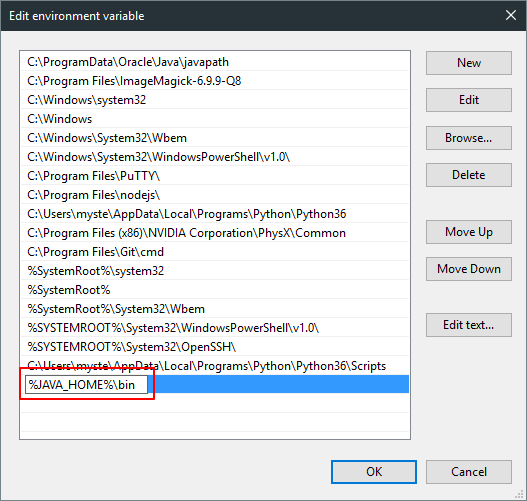 Edit environment variable
C:\ProgramData\Oracle\Java\javapath
C:\Program Files\ImageMagick-6.9.9-Q8
C:\Windows\system32
C:\Windows
C:\Windows\System32\Wbem
C:\Windows\System32\WindowsPowerShell\v1.0\
C:\Program Files\PuTTY\
C:\Program Files\nodejs\
C:\Users\myste\AppData\Local\Programs\Python\Python36
C:\Program Files (x86)\NVIDIA Corporation\PhysX\Common
C:\Program Files\Git\cmd
%SystemRoot%\system32
%SystemRoot%
%SystemRoot%\System32\Wbem
%SYSTEMROOT%\System32\WindowsPowerShell\v1.0\
%SYSTEMROOT%\System32\OpenSSH\
C:\Users\myste\AppData\Local\Programs\Python\Python36\Scripts
%JAVA_HOME%\bin
New
Edit
Browse...
Delete
Move Up
Move Down
Edit text...
OK
Cancel